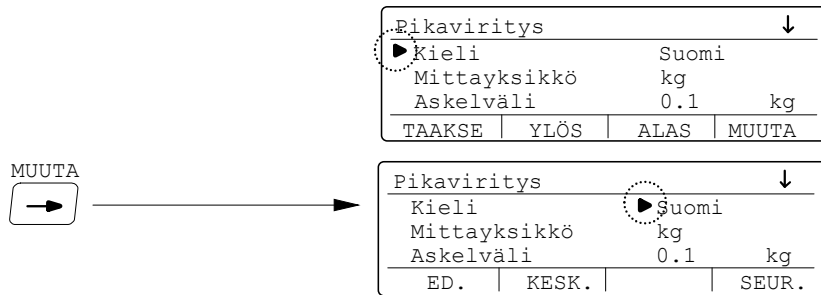 Pikaviritys ↓
▶ Kieli Suomi
Mittayksikkö kg
Askelväli 0.1 kg
TAAKSE YLÖS ALAS MUUTA
MUUTA
Pikaviritys ↓
Kieli ▶ Suomi
Mittayksikkö kg
Askelväli 0.1 kg
ED. KESK. SEUR.